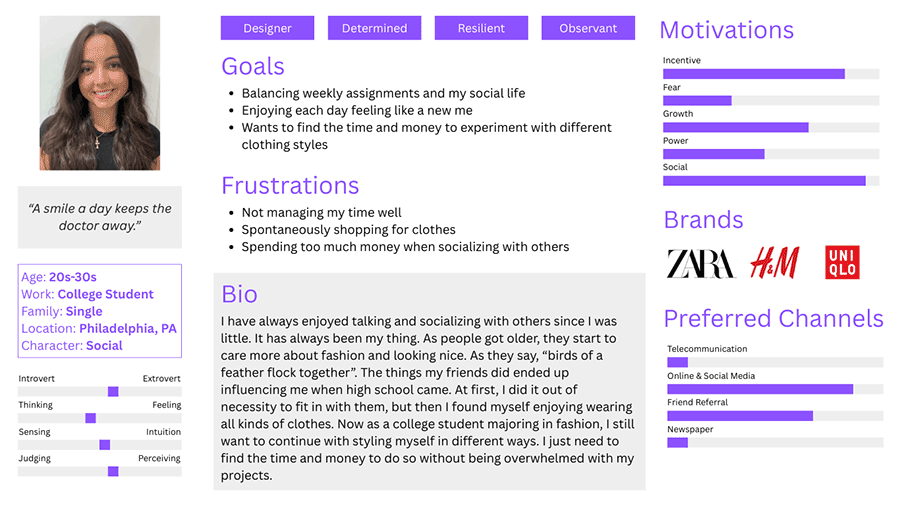 “A smile a day keeps the
doctor away.”
Age: 20s-30s
Work: College Student
Family: Single
Location: Philadelphia, PA
Character: Social
Introvert Extrovert
Thinking Feeling
Sensing Intuition
Judging Perceiving
Designer Determined Resilient Observant
Goals
• Balancing weekly assignments and my social life
• Enjoying each day feeling like a new me
• Wants to find the time and money to experiment with different
clothing styles
Frustrations
• Not managing my time well
• Spontaneously shopping for clothes
• Spending too much money when socializing with others
Bio
I have always enjoyed talking and socializing with others since I was
little. It has always been my thing. As people got older, they start to
care more about fashion and looking nice. As they say, “birds of a
feather flock together”. The things my friends did ended up
influencing me when high school came. At first, I did it out of
necessity to fit in with them, but then I found myself enjoying wearing
all kinds of clothes. Now as a college student majoring in fashion, I still
want to continue with styling myself in different ways. I just need to
find the time and money to do so without being overwhelmed with my
projects.
Motivations
Incentive
Fear
Growth
Power
Social
Brands
ZARA H&M UNI
QLO
Preferred Channels
Telecommunication
Online & Social Media
Friend Referral
Newspaper